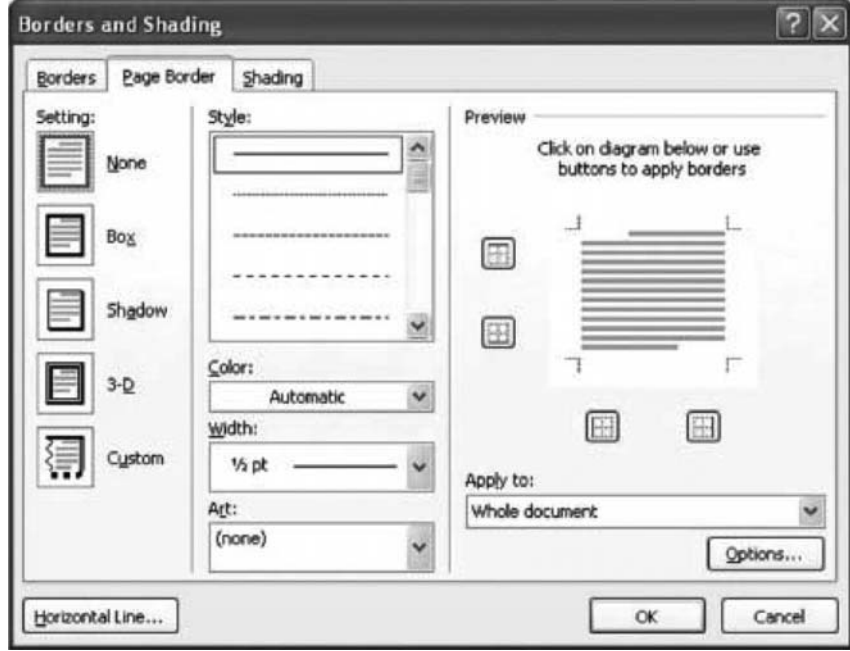 Borders and Shading
Borders
Page Border
Shading
Setting:
None
Box
Shadow
3-D
Custom
Style:
Color:
Automatic
Width:
½ pt
Art:
(none)
Preview
Click on diagram below or use
buttons to apply borders
Apply to:
Whole document
Options...
Horizontal Line...
OK
Cancel